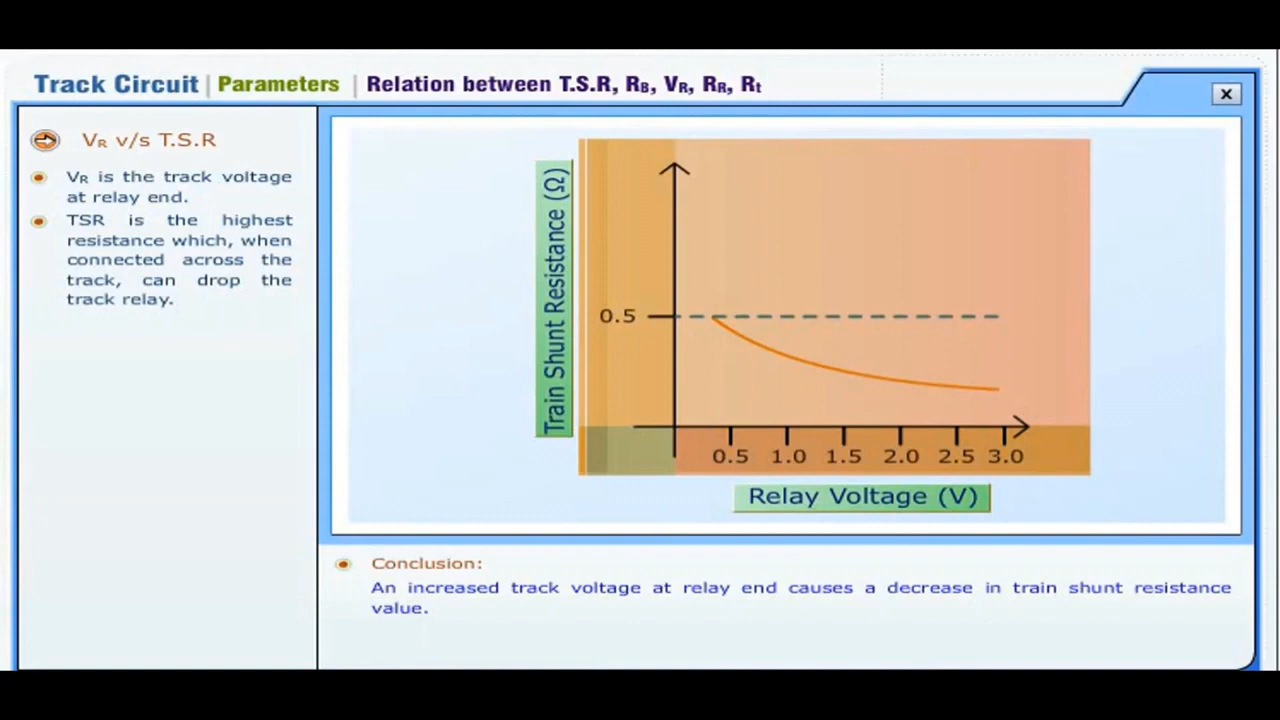 Track Circuit | Parameters | Relation between T.S.R, RB, VR, RR, Rt
X
VR v/s T.S.R
VR is the track voltage
at relay end.
TSR is the highest
resistance which, when
connected across the
track, can drop the
track relay.
Train Shunt Resistance (Ω)
0.5
0.5 1.0 1.5 2.0 2.5 3.0
Relay Voltage (V)
Conclusion:
An increased track voltage at relay end causes a decrease in train shunt resistance
value.